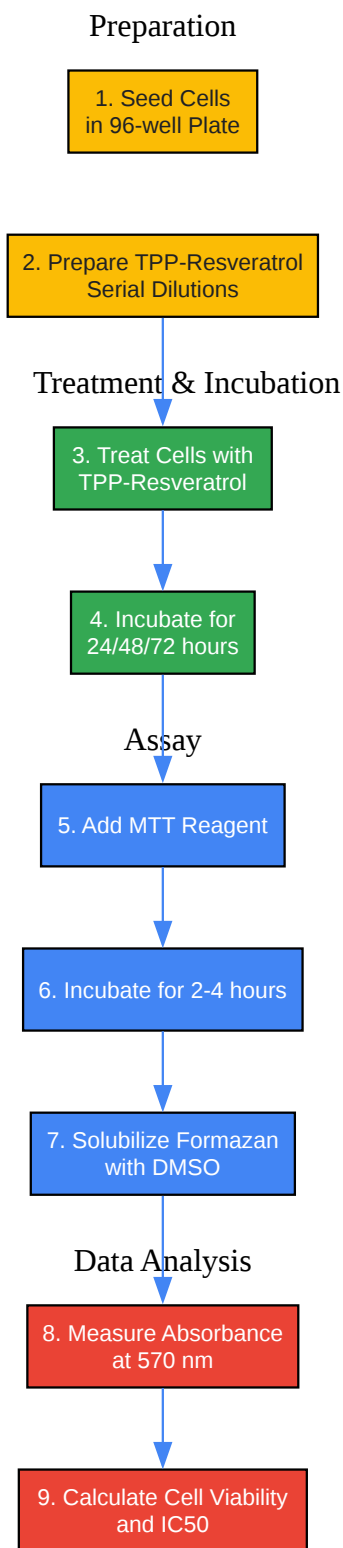 Preparation
1. Seed Cells
in 96-well Plate
2. Prepare TPP-Resveratrol
Serial Dilutions
Treatment & Incubation
3. Treat Cells with
TPP-Resveratrol
4. Incubate for
24/48/72 hours
Assay
5. Add MTT Reagent
6. Incubate for 2-4 hours
7. Solubilize Formazan
with DMSO
Data Analysis
8. Measure Absorbance
at 570 nm
9. Calculate Cell Viability
and IC50